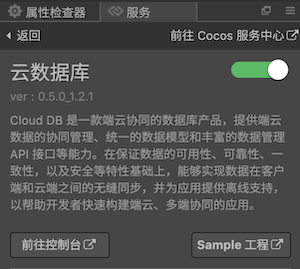 属性检查器 服务
返回 前往 Cocos 服务中心
云数据库
ver : 0.5.0_1.2.1
Cloud DB 是一款端云协同的数据库产品，提供端云
数据的协同管理、统一的数据模型和丰富的数据管理
API 接口等能力。在保证数据的可用性、可靠性、一
致性，以及安全等特性基础上，能够实现数据在客户
端和云端之间的无缝同步，并为应用提供离线支持，
以帮助开发者快速构建端云、多端协同的应用。
前往控制台 Sample 工程